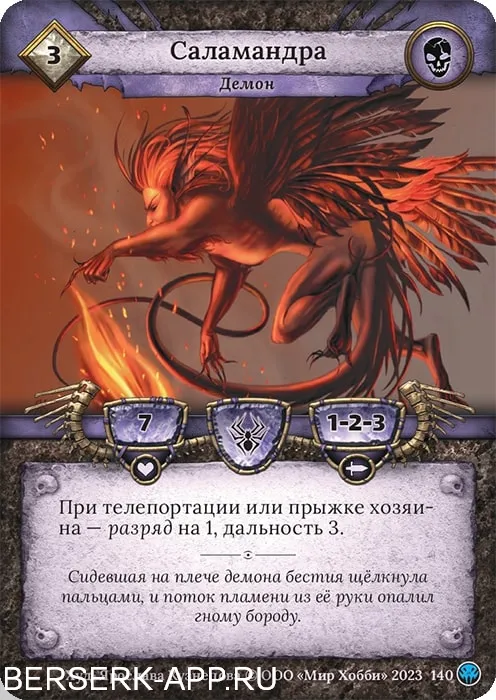 3
Саламандра
Демон
7
1-2-3
При телепортации или прыжке хозяи-
на — разряд на 1, дальность 3.
Сидевшая на плече демона бестия щёлкнула
пальцами, и поток пламени из её руки опалил
гному бороду.
© ООО «Мир Хобби» 2023 140
BERSERK-APP.РУ